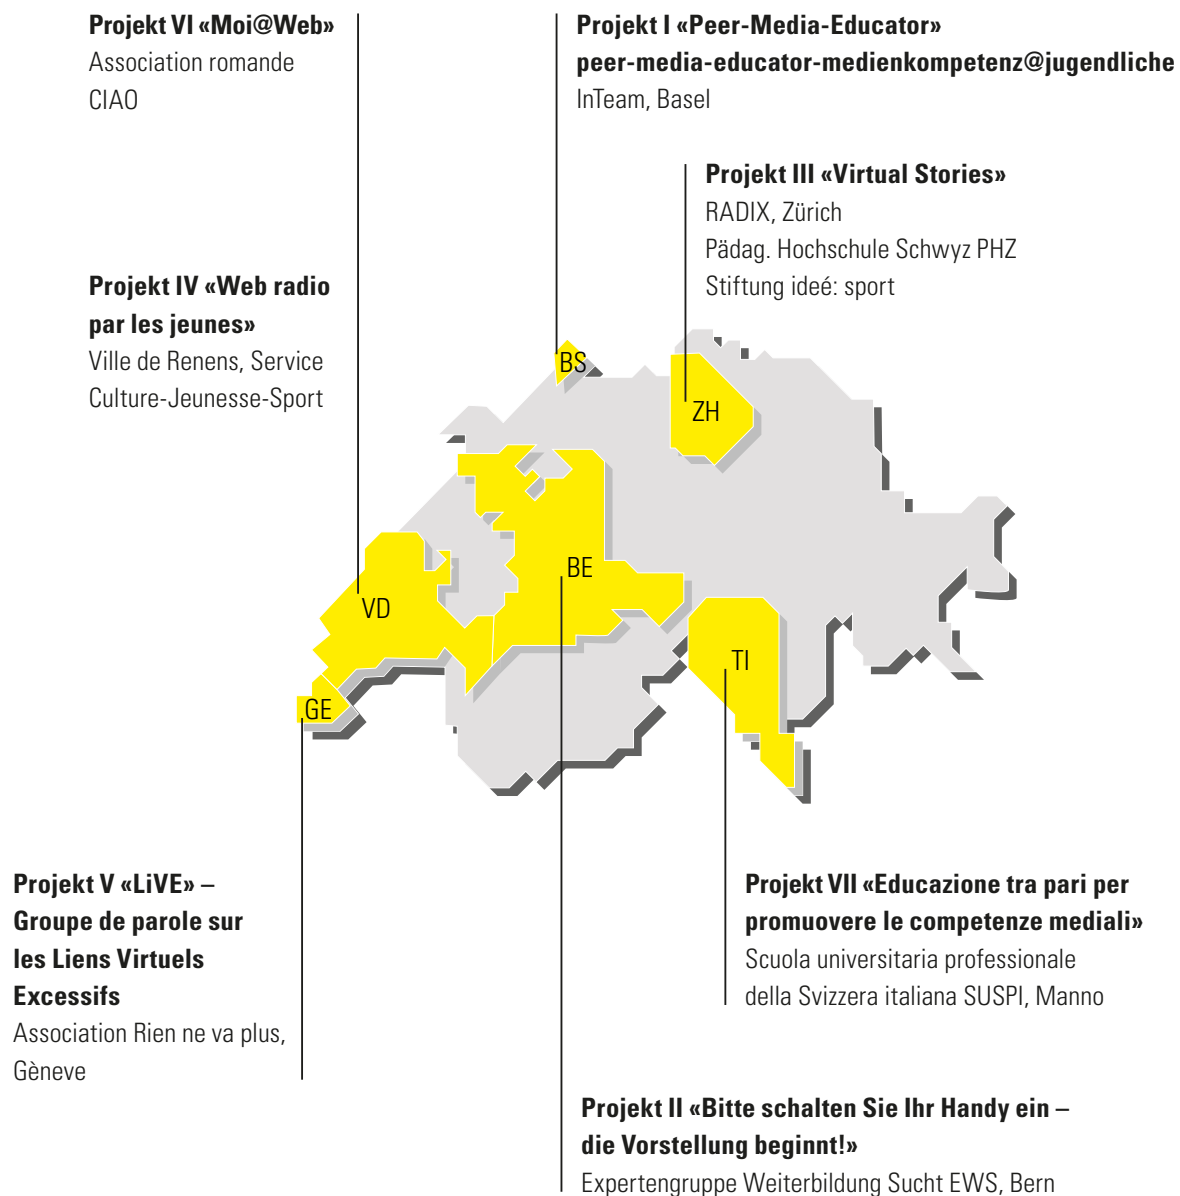 Projekt VI «Moi@Web»
Association romande
CIAO
Projekt I «Peer-Media-Educator»
peer-media-educator-medienkompetenz@jugendliche
InTeam, Basel
Projekt III «Virtual Stories»
RADIX, Zürich
Pädag. Hochschule Schwyz PHZ
Stiftung ideé: sport
Projekt IV «Web radio
par les jeunes»
Ville de Renens, Service
Culture-Jeunesse-Sport
BS
ZH
BE
VD
TI
GE
Projekt V «LiVE» –
Groupe de parole sur
les Liens Virtuels
Excessifs
Association Rien ne va plus,
Gèneve
Projekt VII «Educazione tra pari per
promuovere le competenze mediali»
Scuola universitaria professionale
della Svizzera italiana SUSPI, Manno
Projekt II «Bitte schalten Sie Ihr Handy ein –
die Vorstellung beginnt!»
Expertengruppe Weiterbildung Sucht EWS, Bern